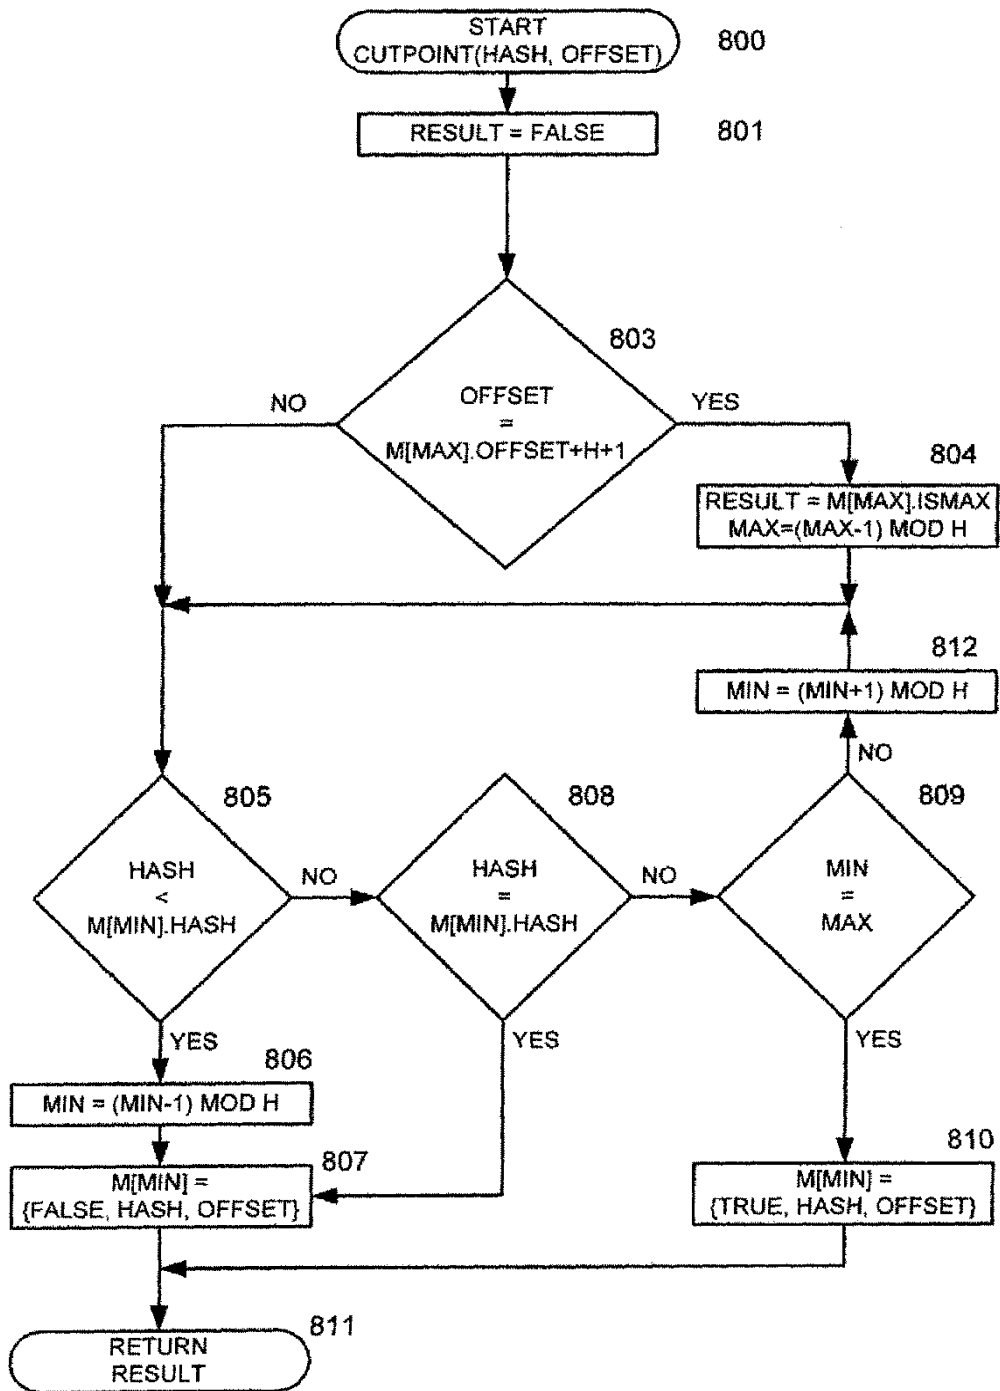 START
CUTPOINT(HASH, OFFSET)
800
RESULT = FALSE
801
803
OFFSET
=
M[MAX].OFFSET+H+1
NO
YES
804
RESULT = M[MAX].ISMAX
MAX=(MAX-1) MOD H
812
MIN = (MIN+1) MOD H
NO
805
HASH
<
M[MIN].HASH
NO
808
HASH
=
M[MIN].HASH
NO
809
MIN
=
MAX
YES
YES
YES
806
MIN = (MIN-1) MOD H
807
M[MIN] =
{FALSE, HASH, OFFSET}
810
M[MIN] =
{TRUE, HASH, OFFSET}
811
RETURN
RESULT